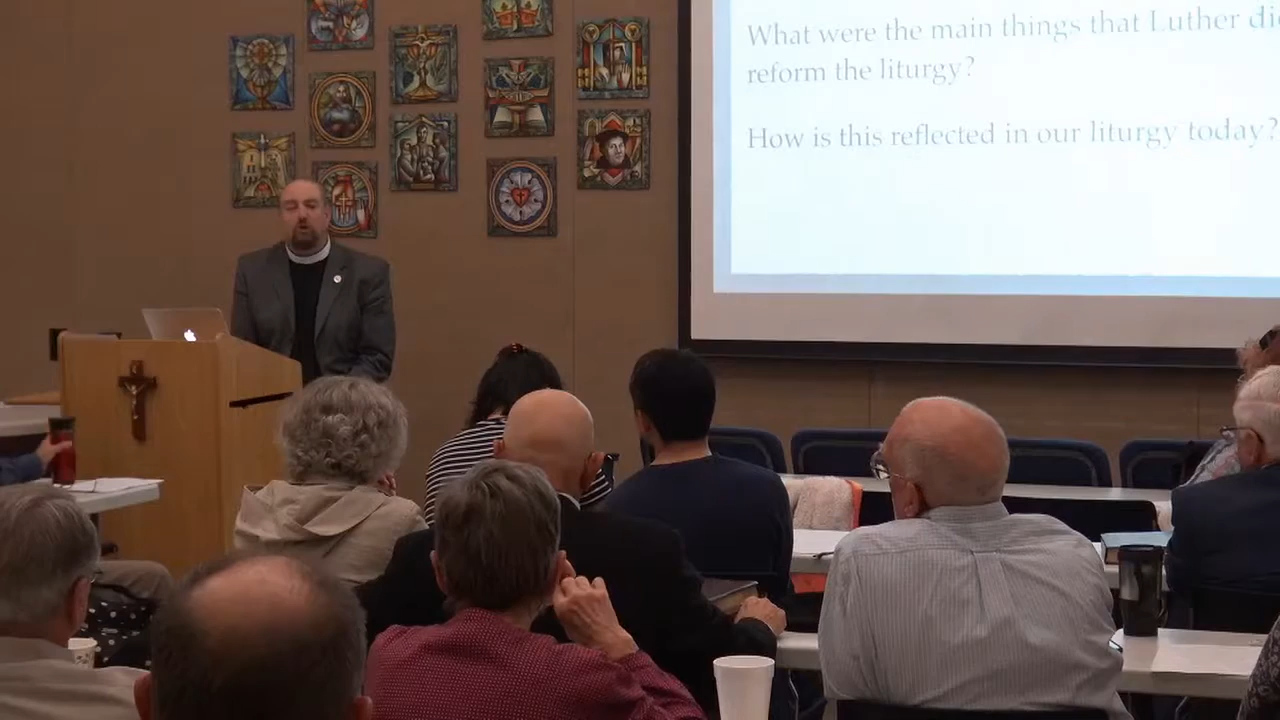 What were the main things that Luther di
reform the liturgy?
How is this reflected in our liturgy today?